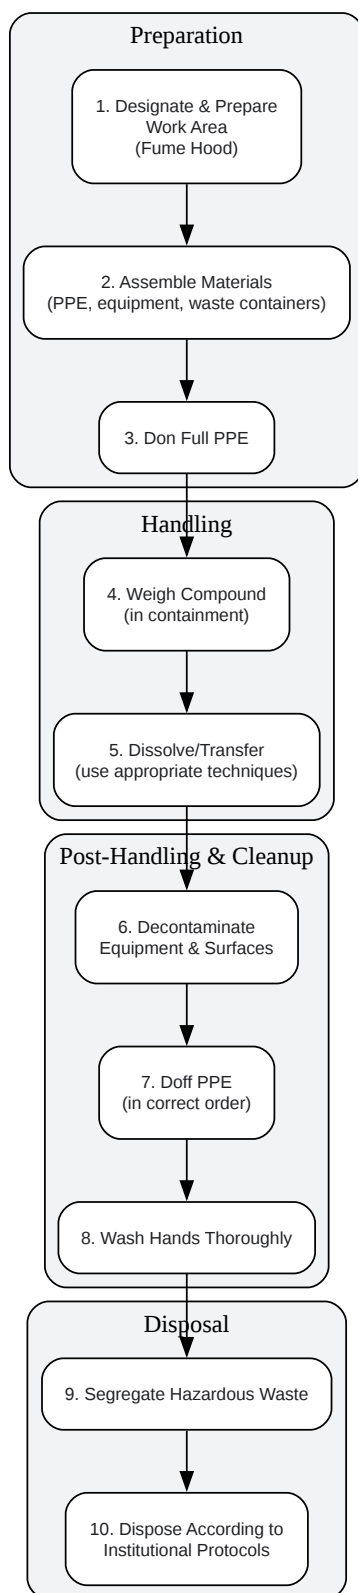 Preparation
1. Designate & Prepare
Work Area
(Fume Hood)
2. Assemble Materials
(PPE, equipment, waste containers)
3. Don Full PPE
Handling
4. Weigh Compound
(in containment)
5. Dissolve/Transfer
(use appropriate techniques)
Post-Handling & Cleanup
6. Decontaminate
Equipment & Surfaces
7. Doff PPE
(in correct order)
8. Wash Hands Thoroughly
Disposal
9. Segregate Hazardous Waste
10. Dispose According to
Institutional Protocols